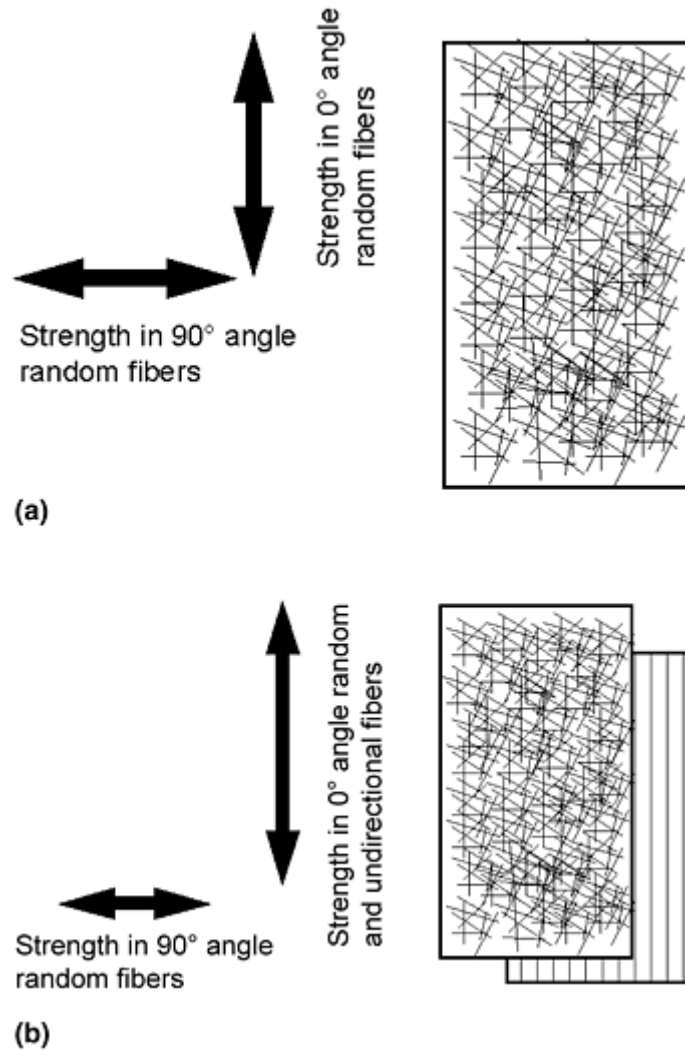 Strength in 0° angle
random fibers
Strength in 90° angle
random fibers
(a)
Strength in 0° angle random
and undirectional fibers
Strength in 90° angle
random fibers
(b)